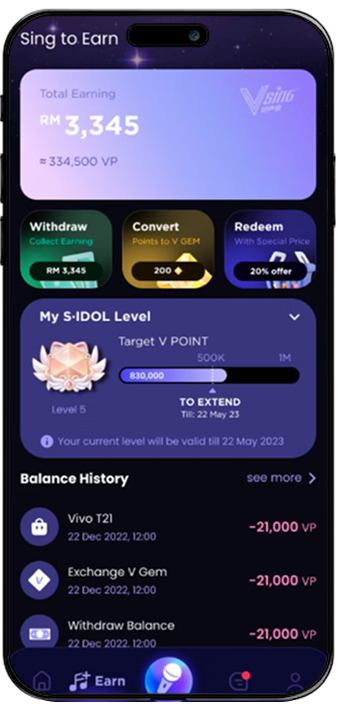 Sing to Earn
Total Earning
VSING
RM 3,345
≈ 334,500 VP
Withdraw
Collect Earning
RM 3,345
Convert
Points to V GEM
200
Redeem
With Special Price
20% offer
My S·IDOL Level
Target V POINT
500K 1M
830,000
Level 5
TO EXTEND
Till: 22 May 23
Your current level will be valid till 22 May 2023
Balance History see more >
Vivo T21
22 Dec 2022, 12:00
-21,000 VP
Exchange V Gem
22 Dec 2022, 12:00
-21,000 VP
Withdraw Balance
22 Dec 2022, 12:00
-21,000 VP
Earn